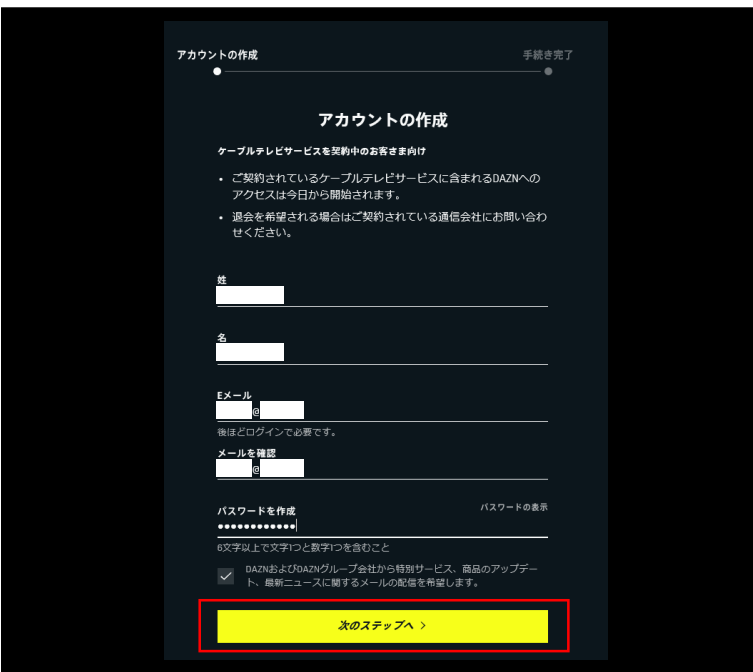 アカウントの作成
手続き完了
アカウントの作成
ケーブルテレビサービスを契約中のお客さま向け
• ご契約されているケーブルテレビサービスに含まれるDAZNへの
アクセスは今日から開始されます。
• 退会を希望される場合はご契約されている通信会社にお問い合わ
せください。
姓
名
Eメール
@
後ほどログインで必要です。
メールを確認
@
パスワードを作成
パスワードの表示
••••••••••••
6文字以上で文字1つと数字1つを含むこと
DAZNおよびDAZNグループ会社から特別サービス、商品のアップデー
ト、最新ニュースに関するメールの配信を希望します。
次のステップへ >